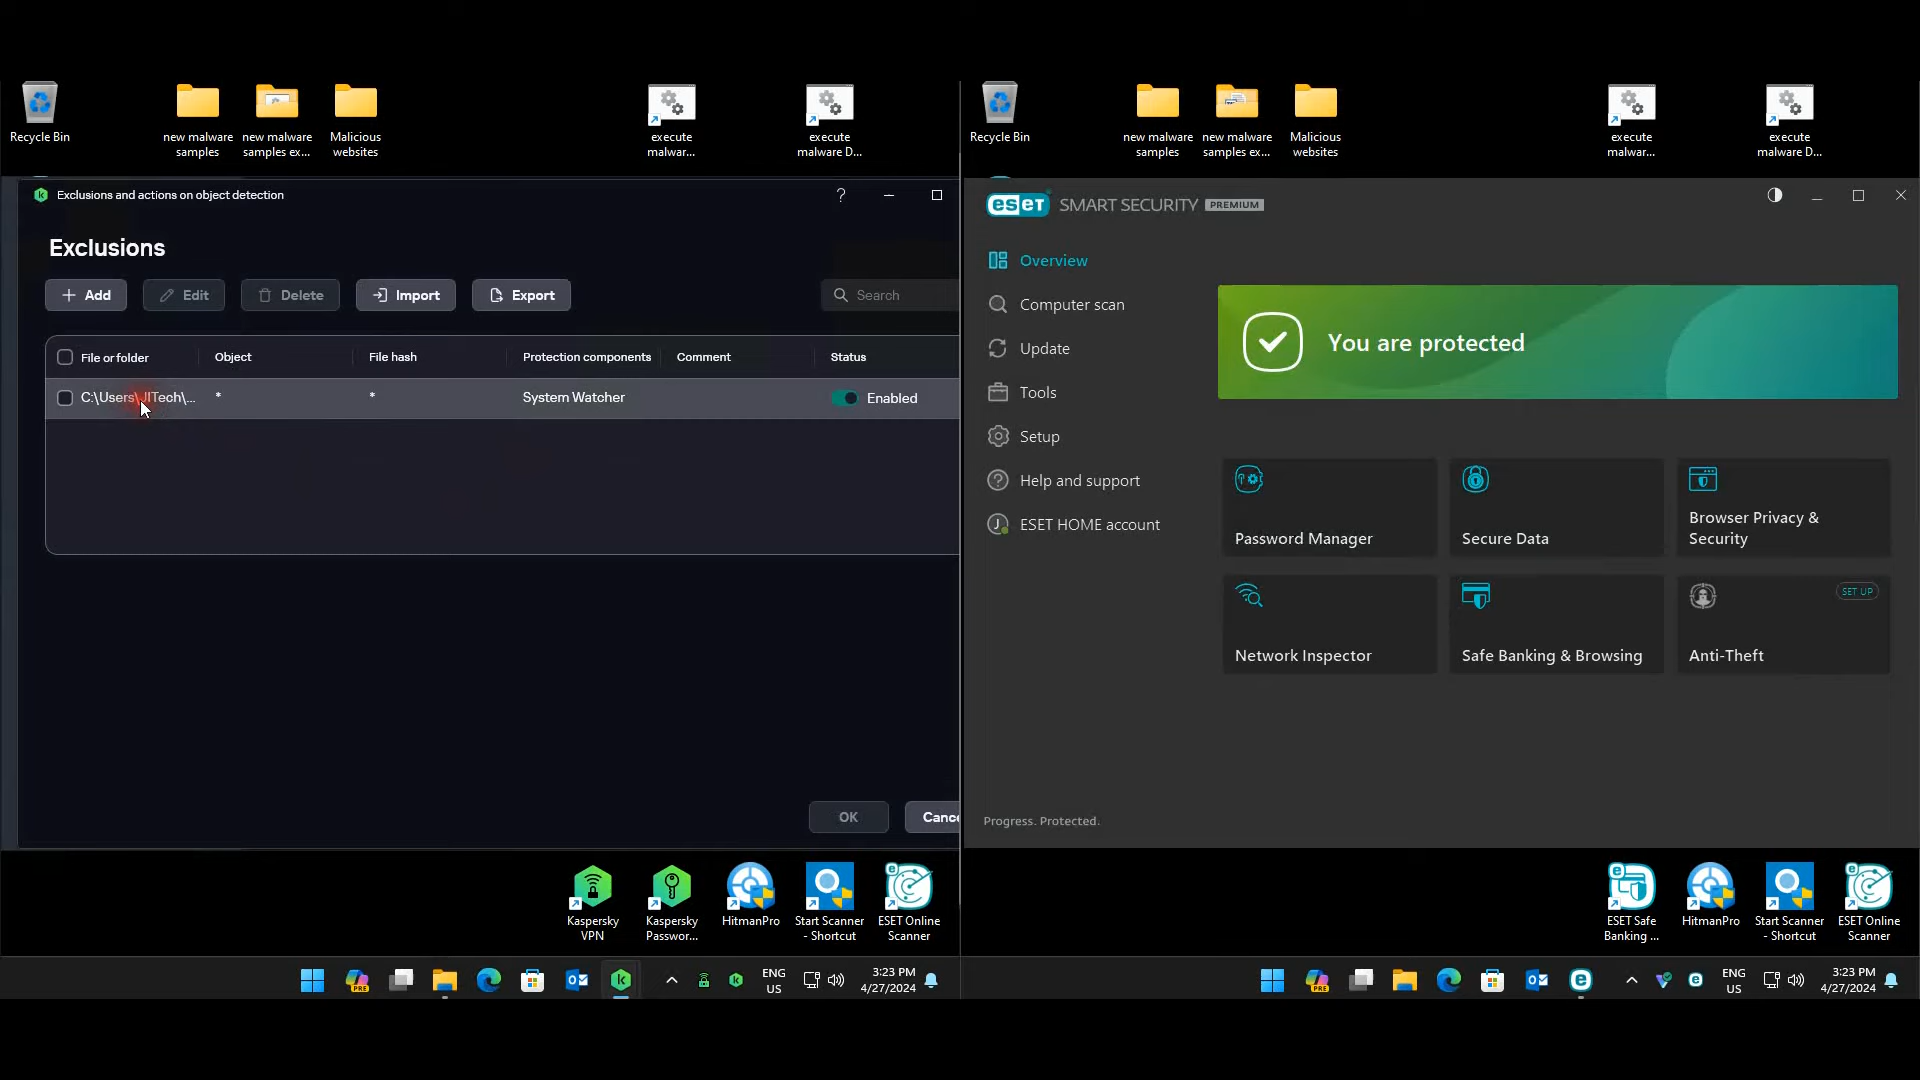 Recycle Bin
new malware
samples
new malware
samples ex...
Malicious
websites
execute
malwar...
execute
malware D...
Exclusions and actions on object detection
?
Exclusions
Add
Edit
Delete
Import
Export
Search
File or folder
Object
File hash
Protection components
Comment
Status
C:\Users\JITech\...
*
*
System Watcher
Enabled
OK
Cance
Kaspersky
VPN
Kaspersky
Passwor...
HitmanPro
Start Scanner
- Shortcut
ESET Online
Scanner
PRE
ENG
US
3:23 PM
4/27/2024
Recycle Bin
new malware
samples
new malware
samples ex...
Malicious
websites
execute
malwar...
execute
malware D...
eset SMART SECURITY PREMIUM
Overview
Computer scan
Update
Tools
Setup
Help and support
J
ESET HOME account
You are protected
Password Manager
Secure Data
Browser Privacy &
Security
Network Inspector
Safe Banking & Browsing
SET UP
Anti-Theft
Progress. Protected.
ESET Safe
Banking ...
HitmanPro
Start Scanner
- Shortcut
ESET Online
Scanner
PRE
ENG
US
3:23 PM
4/27/2024